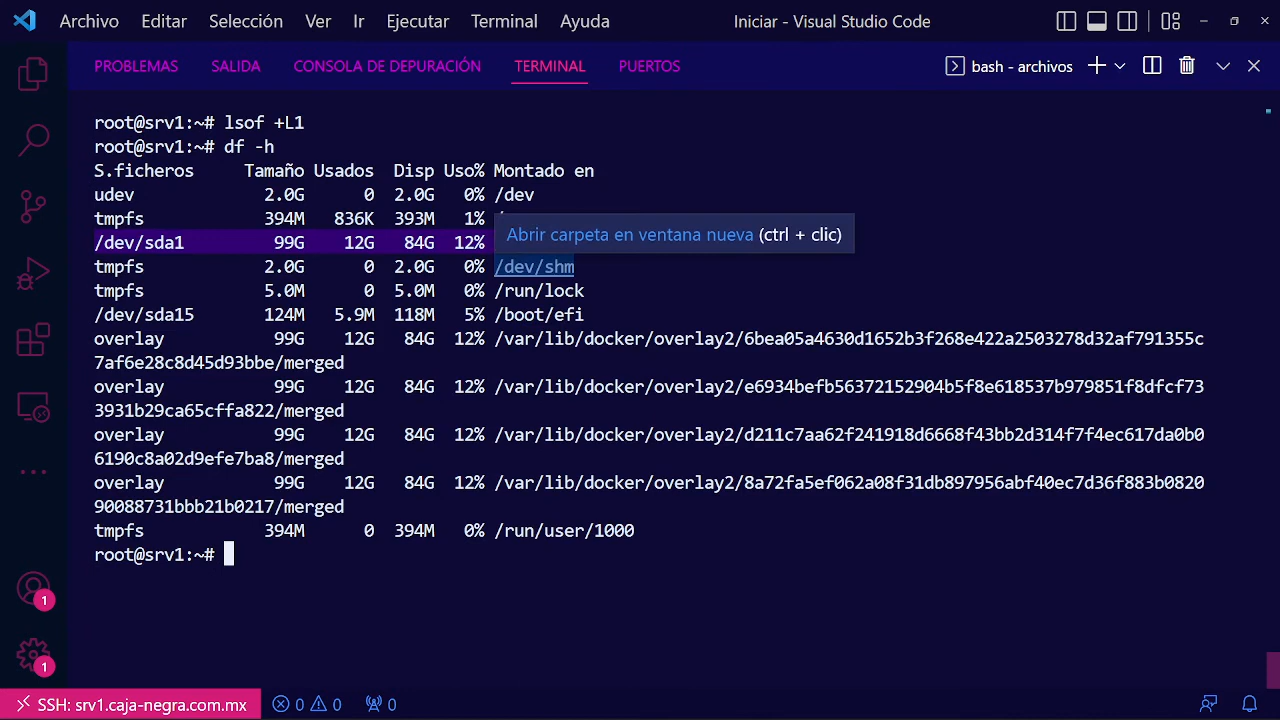 Archivo Editar Selección Ver Ir Ejecutar Terminal Ayuda Iniciar - Visual Studio Code
PROBLEMAS SALIDA CONSOLA DE DEPURACIÓN TERMINAL PUERTOS bash - archivos
root@srv1:~# lsof +L1
root@srv1:~# df -h
S.ficheros Tamaño Usados Disp Uso% Montado en
udev 2.0G 0 2.0G 0% /dev
tmpfs 394M 836K 393M 1%
/dev/sda1 99G 12G 84G 12%
Abrir carpeta en ventana nueva (ctrl + clic)
tmpfs 2.0G 0 2.0G 0% /dev/shm
tmpfs 5.0M 0 5.0M 0% /run/lock
/dev/sda15 124M 5.9M 118M 5% /boot/efi
overlay 99G 12G 84G 12% /var/lib/docker/overlay2/6bea05a4630d1652b3f268e422a2503278d32af791355c
7af6e28c8d45d93bbe/merged
overlay 99G 12G 84G 12% /var/lib/docker/overlay2/e6934befb56372152904b5f8e618537b979851f8dfcf73
3931b29ca65cffa822/merged
overlay 99G 12G 84G 12% /var/lib/docker/overlay2/d211c7aa62f241918d6668f43bb2d314f7f4ec617da0b0
6190c8a02d9efe7ba8/merged
overlay 99G 12G 84G 12% /var/lib/docker/overlay2/8a72fa5ef062a08f31db897956abf40ec7d36f883b0820
90088731bbb21b0217/merged
tmpfs 394M 0 394M 0% /run/user/1000
root@srv1:~#
1
1
SSH: srv1.caja-negra.com.mx 0 0 0